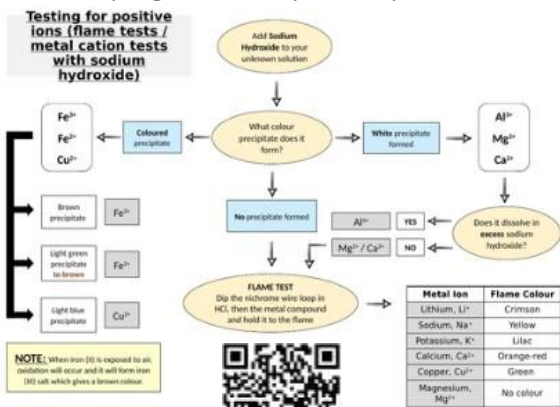 Testing for positive
ions (flame tests /
metal cation tests
with sodium
hydroxide)
Add Sodium
Hydroxide to your
unknown solution
What colour
precipitate does it
form?
Coloured
precipitate
Fe³⁺
Fe²⁺
Cu²⁺
White precipitate
formed
Al³⁺
Mg²⁺
Ca²⁺
Brown
precipitate
Fe³⁺
Light green
precipitate
to brown
Light blue
precipitate
Cu²⁺
No precipitate formed
Does it dissolve in
excess sodium
hydroxide?
YES
Al³⁺
NO
Mg²⁺ / Ca²⁺
FLAME TEST
Dip the nichrome wire loop in
HCl, then the metal compound
and hold it to the flame
NOTE: When iron (II) is exposed to air,
oxidation will occur and it will form iron
(III) salt which gives a brown colour.
Metal Ion Flame Colour
Lithium, Li⁺ Crimson
Sodium, Na⁺ Yellow
Potassium, K⁺ Lilac
Calcium, Ca²⁺ Orange-red
Copper, Cu²⁺ Green
Magnesium, No colour
Mg²⁺